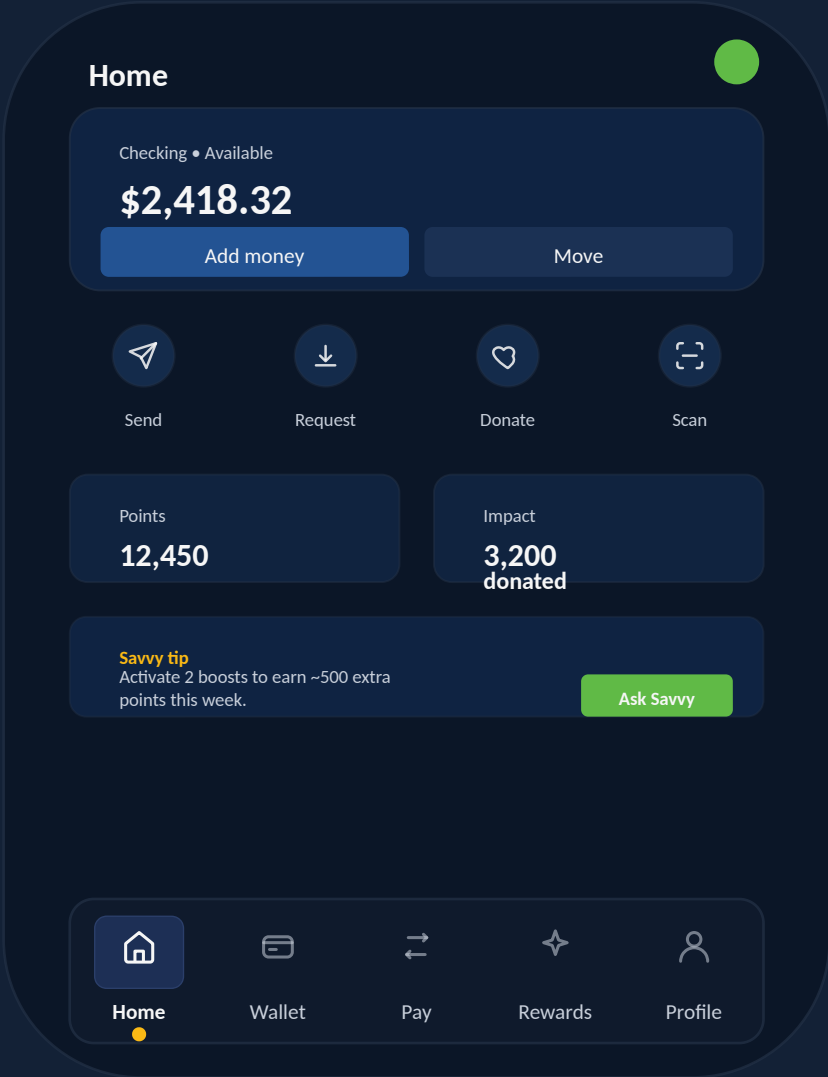 Home
Checking • Available
$2,418.32
Add money
Move
Send
Request
Donate
Scan
Points
12,450
Impact
3,200
donated
Savvy tip
Activate 2 boosts to earn ~500 extra
points this week.
Ask Savvy
Home
Wallet
Pay
Rewards
Profile